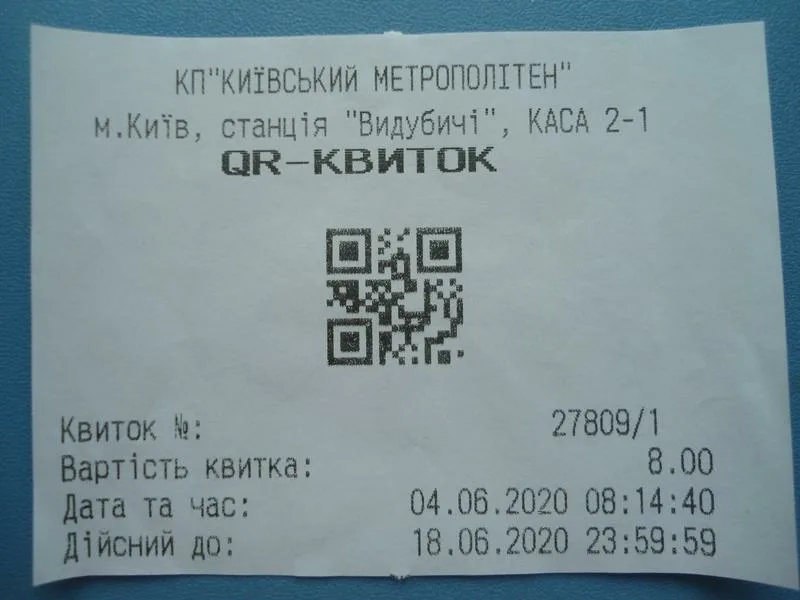 КП"КИЇВСЬКИЙ МЕТРОПОЛІТЕН"
м.Київ, станція "Видубичі", КАСА 2-1
QR-КВИТОК
Квиток №: 27809/1
Вартість квитка: 8.00
Дата та час: 04.06.2020 08:14:40
Дійсний до: 18.06.2020 23:59:59